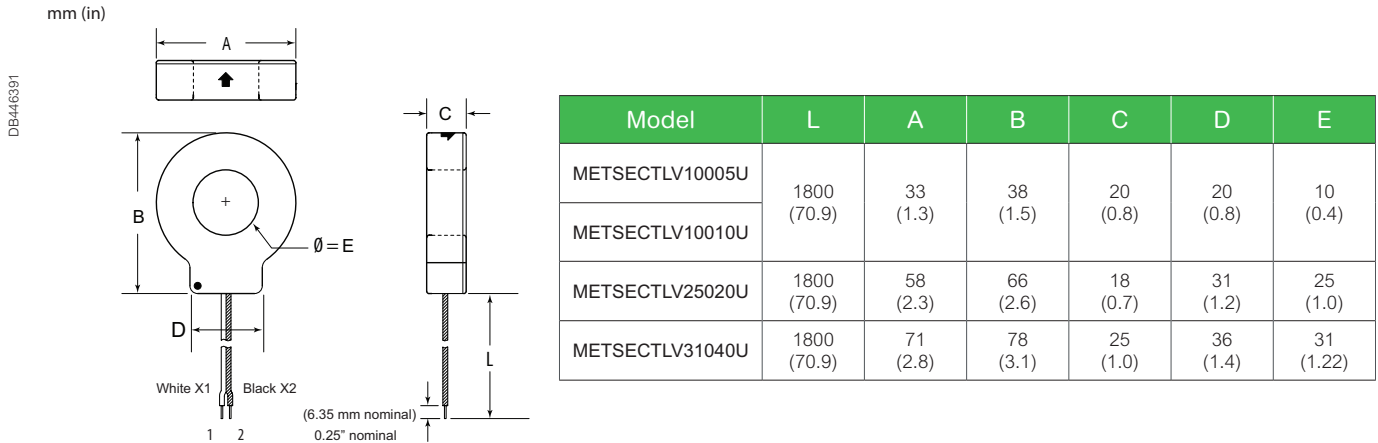 mm (in)
DB446391
A
B
Ø = E
D
White X1
Black X2
1 2
C
L
(6.35 mm nominal)
0.25" nominal
Model L A B C D E
METSECTLV10005U
METSECTLV10010U
1800 33 38 20 20 10
(70.9) (1.3) (1.5) (0.8) (0.8) (0.4)
METSECTLV25020U 1800 58 66 18 31 25
(70.9) (2.3) (2.6) (0.7) (1.2) (1.0)
METSECTLV31040U 1800 71 78 25 36 31
(70.9) (2.8) (3.1) (1.0) (1.4) (1.22)